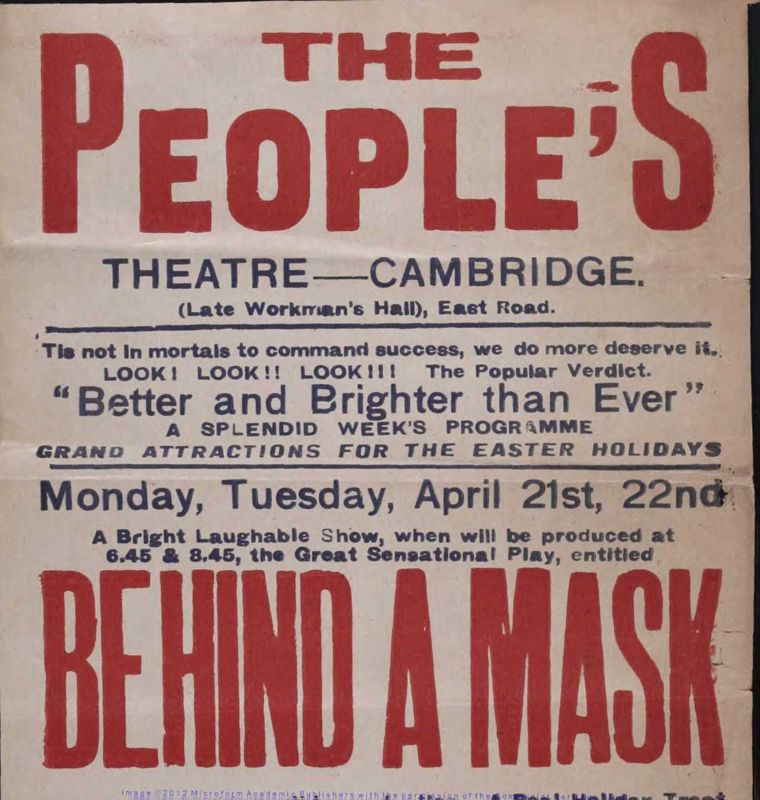 THE
PEOPLE'S
THEATRE—CAMBRIDGE.
(Late Workman's Hall), East Road.
'Tis not in mortals to command success, we do more deserve it.
LOOK! LOOK!! LOOK!!! The Popular Verdict.
"Better and Brighter than Ever"
A SPLENDID WEEK'S PROGRAMME
GRAND ATTRACTIONS FOR THE EASTER HOLIDAYS
Monday, Tuesday, April 21st, 22nd
A Bright Laughable Show, when will be produced at
6.45 & 8.45, the Great Sensational Play, entitled
BEHIND A MASK
Image ©2012 Microform Academic Publishers with the permission of the